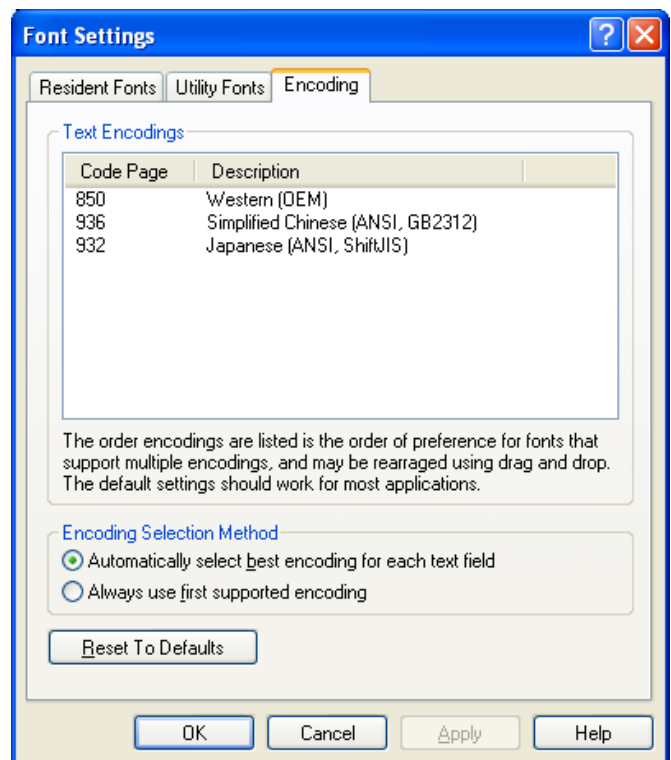 Font Settings
Resident Fonts Utility Fonts Encoding
Text Encodings
Code Page Description
850 Western (OEM)
936 Simplified Chinese (ANSI, GB2312)
932 Japanese (ANSI, ShiftJIS)
The order encodings are listed is the order of preference for fonts that
support multiple encodings, and may be rearraged using drag and drop.
The default settings should work for most applications.
Encoding Selection Method
Automatically select best encoding for each text field
Always use first supported encoding
Reset To Defaults
OK Cancel Apply Help